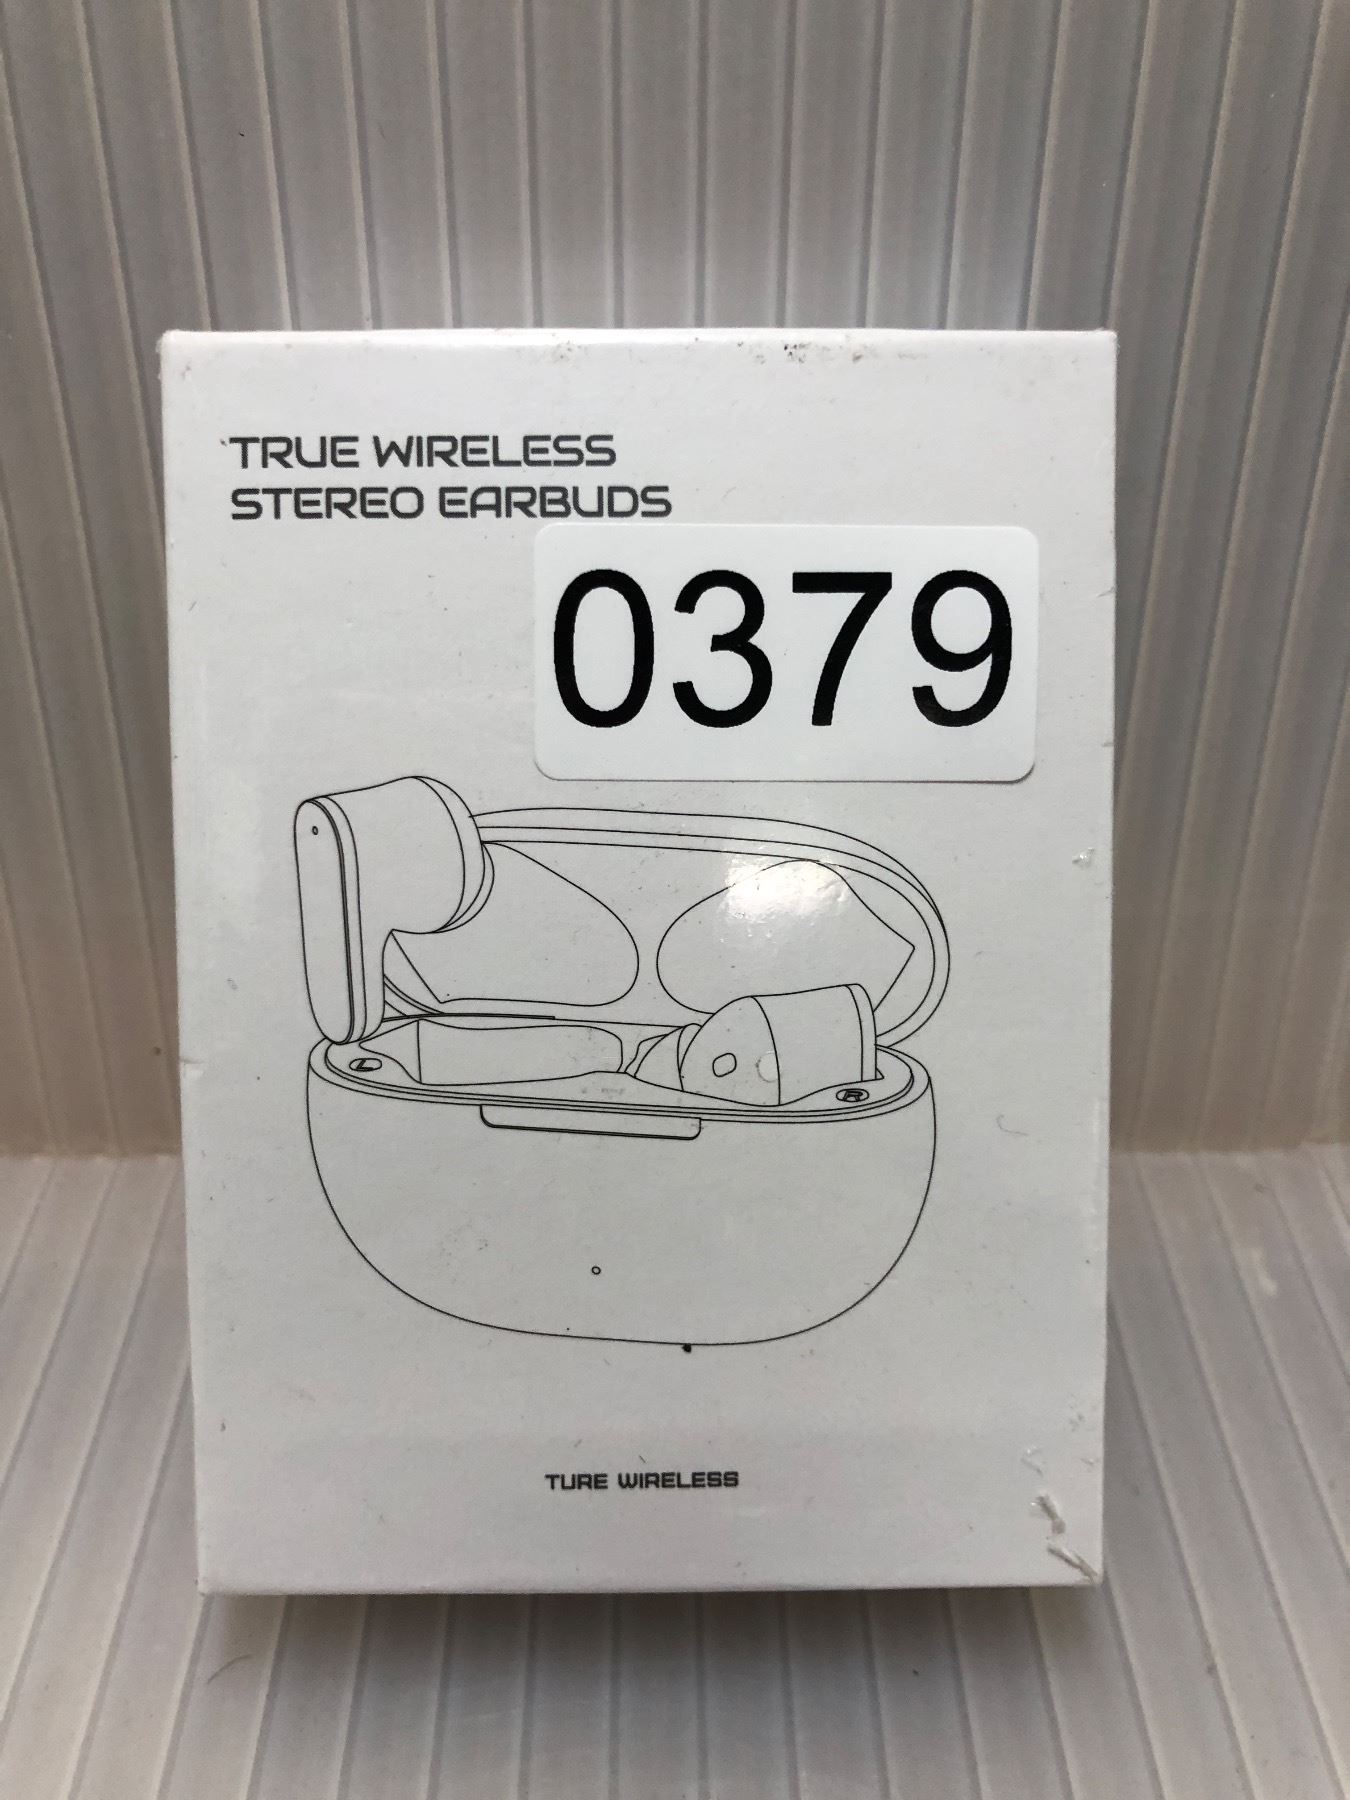 TRUE WIRELESS
STEREO EARBUDS
0379
L
R
TURE WIRELESS